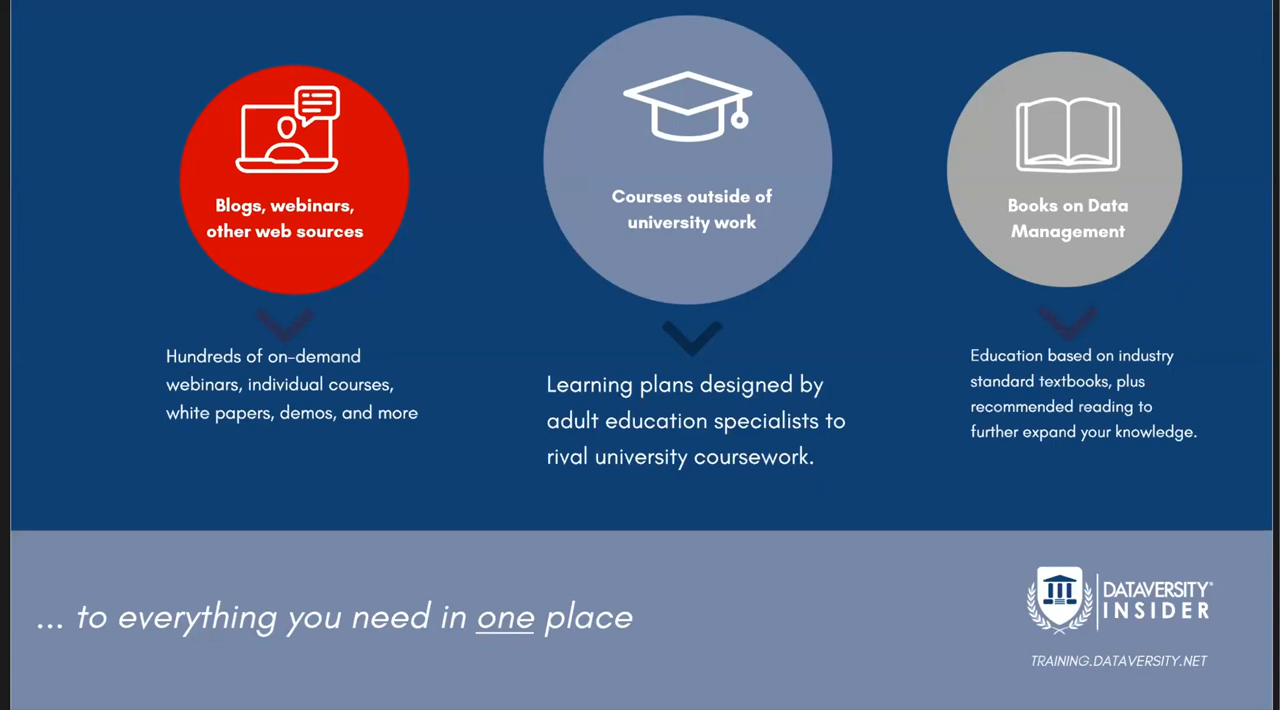 Blogs, webinars,
other web sources
Hundreds of on-demand
webinars, individual courses,
white papers, demos, and more
Courses outside of
university work
Learning plans designed by
adult education specialists to
rival university coursework.
Books on Data
Management
Education based on industry
standard textbooks, plus
recommended reading to
further expand your knowledge.
... to everything you need in one place
DATAVERSITY®
INSIDER
TRAINING.DATAVERSITY.NET